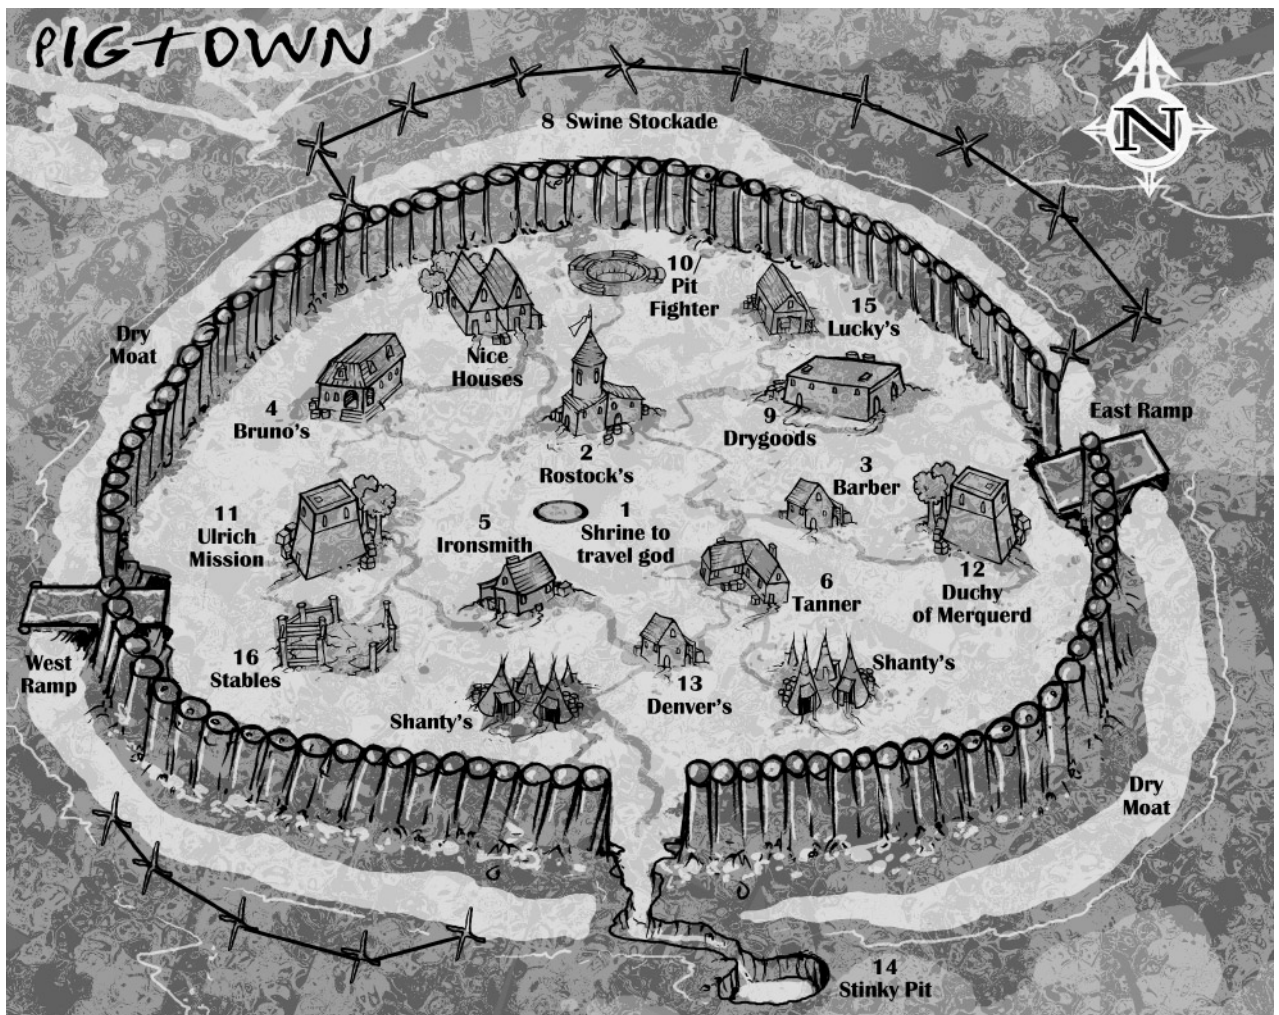 PIGTOWN
N
8 Swine Stockade
10/
Pit
Fighter
15
Lucky's
Dry
Moat
Nice
Houses
4
Bruno's
9
Drygoods
East Ramp
2
Rostock's
3
Barber
11
Ulrich
Mission
5
Ironsmith
1
Shrine to
travel god
6
Tanner
12
Duchy
of Merquerd
West
Ramp
16
Stables
Shanty's
13
Denver's
Shanty's
Dry
Moat
14
Stinky Pit